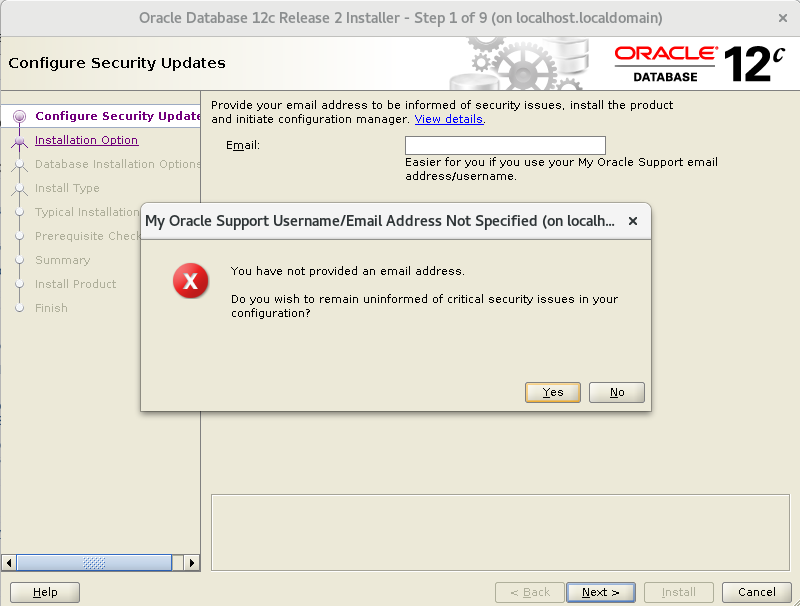 Oracle Database 12c Release 2 Installer - Step 1 of 9 (on localhost.localdomain)
Configure Security Updates
ORACLE
DATABASE
12c
Configure Security Update
Installation Option
Database Installation Options
Install Type
Typical Installation
Prerequisite Check
Summary
Install Product
Finish
Provide your email address to be informed of security issues, install the product
and initiate configuration manager. View details.
Email:
Easier for you if you use your My Oracle Support email
address/username.
My Oracle Support Username/Email Address Not Specified (on localh...
You have not provided an email address.
Do you wish to remain uninformed of critical security issues in your
configuration?
Yes
No
Help
< Back
Next >
Install
Cancel